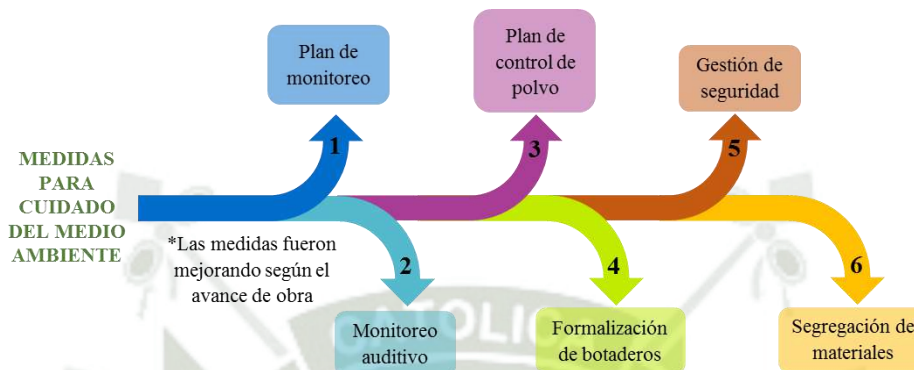 MEDIDAS
PARA
CUIDADO
DEL MEDIO
AMBIENTE
*Las medidas fueron
mejorando según el
avance de obra
1
Plan de
monitoreo
2
Monitoreo
auditivo
3
Plan de
control de
polvo
4
Formalización
de botaderos
5
Gestión de
seguridad
6
Segregación de
materiales
CATOLICA